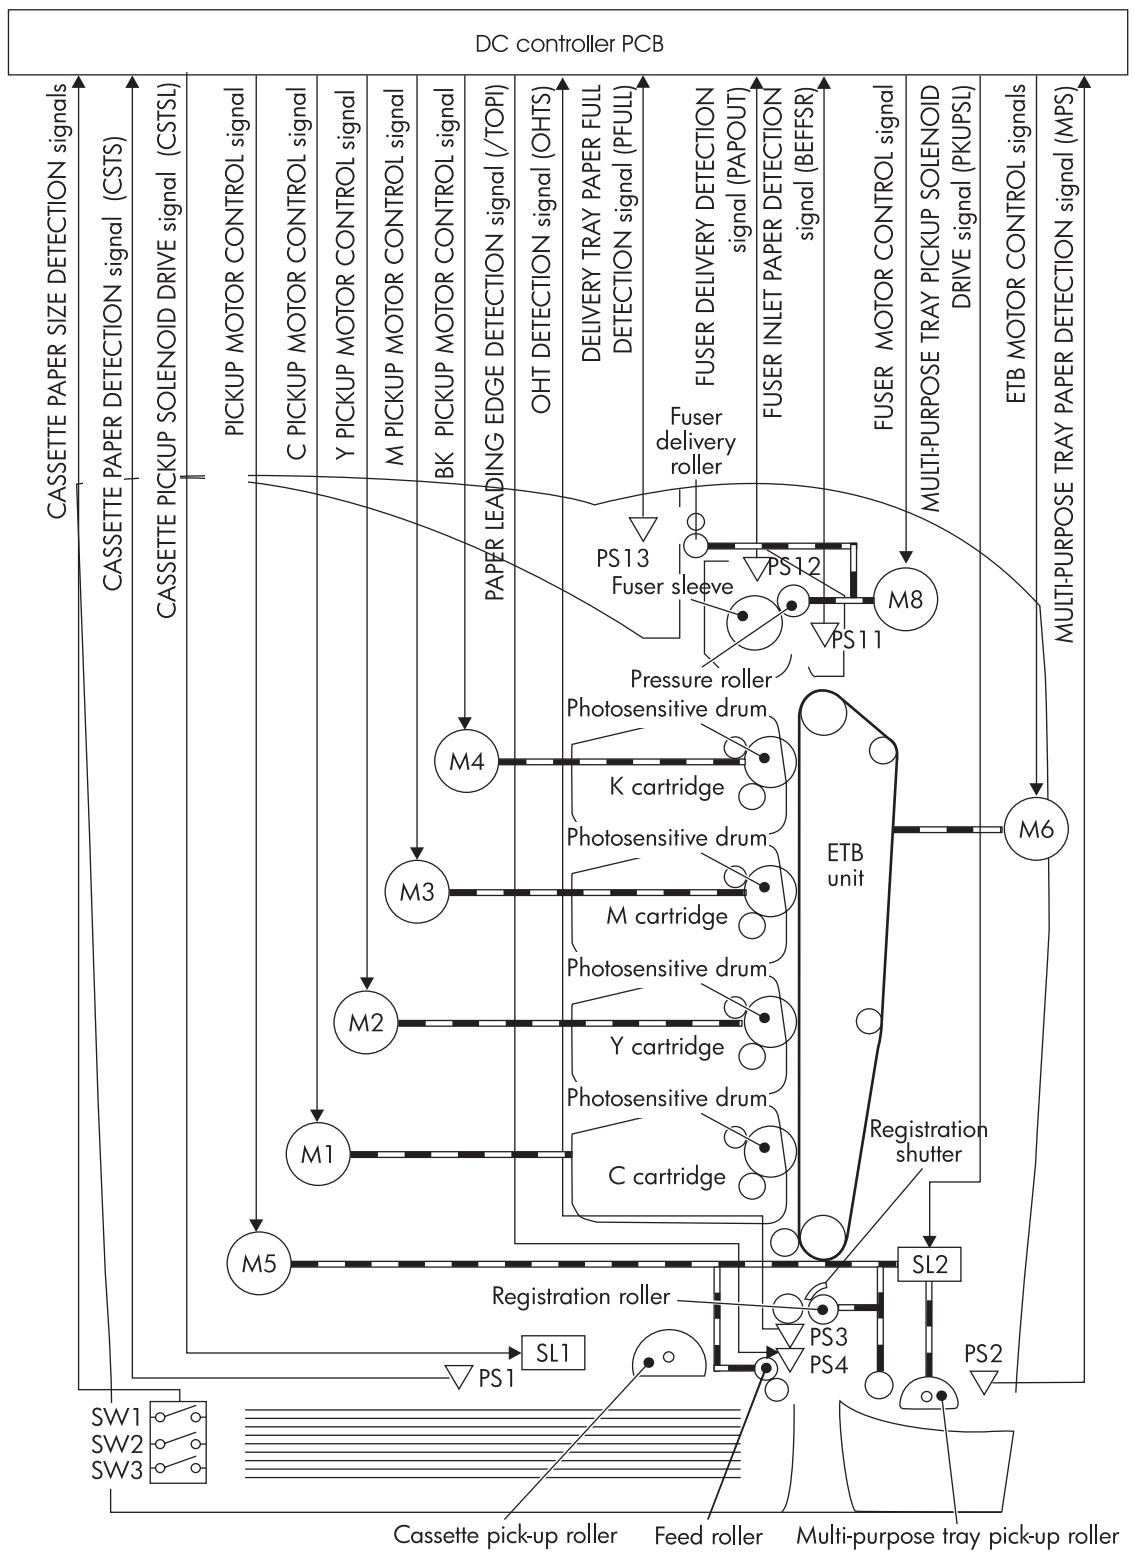 DC controller PCB
CASSETTE PAPER SIZE DETECTION signals
CASSETTE PAPER DETECTION signal (CSTS)
CASSETTE PICKUP SOLENOID DRIVE signal (CSTSL)
PICKUP MOTOR CONTROL signal
C PICKUP MOTOR CONTROL signal
Y PICKUP MOTOR CONTROL signal
M PICKUP MOTOR CONTROL signal
BK PICKUP MOTOR CONTROL signal
PAPER LEADING EDGE DETECTION signal (/TOPI)
OHT DETECTION signal (OHTS)
DELIVERY TRAY PAPER FULL
DETECTION signal (PFULL)
FUSER DELIVERY DETECTION
signal (PAPOUT)
FUSER INLET PAPER DETECTION
signal (BEFFSR)
FUSER MOTOR CONTROL signal
MULTI-PURPOSE TRAY PICKUP SOLENOID
DRIVE signal (PKUPSL)
ETB MOTOR CONTROL signals
MULTI-PURPOSE TRAY PAPER DETECTION signal (MPS)
Fuser
delivery
roller
PS13
PS12
Fuser sleeve
M8
PS11
Pressure roller
Photosensitive drum
M4
K cartridge
M6
Photosensitive drum
ETB
unit
M3
M cartridge
Photosensitive drum
M2
Y cartridge
Photosensitive drum
Registration
shutter
M1
C cartridge
M5
SL2
Registration roller
PS3
SL1
PS4
PS2
PS1
SW1
SW2
SW3
Cassette pick-up roller
Feed roller
Multi-purpose tray pick-up roller